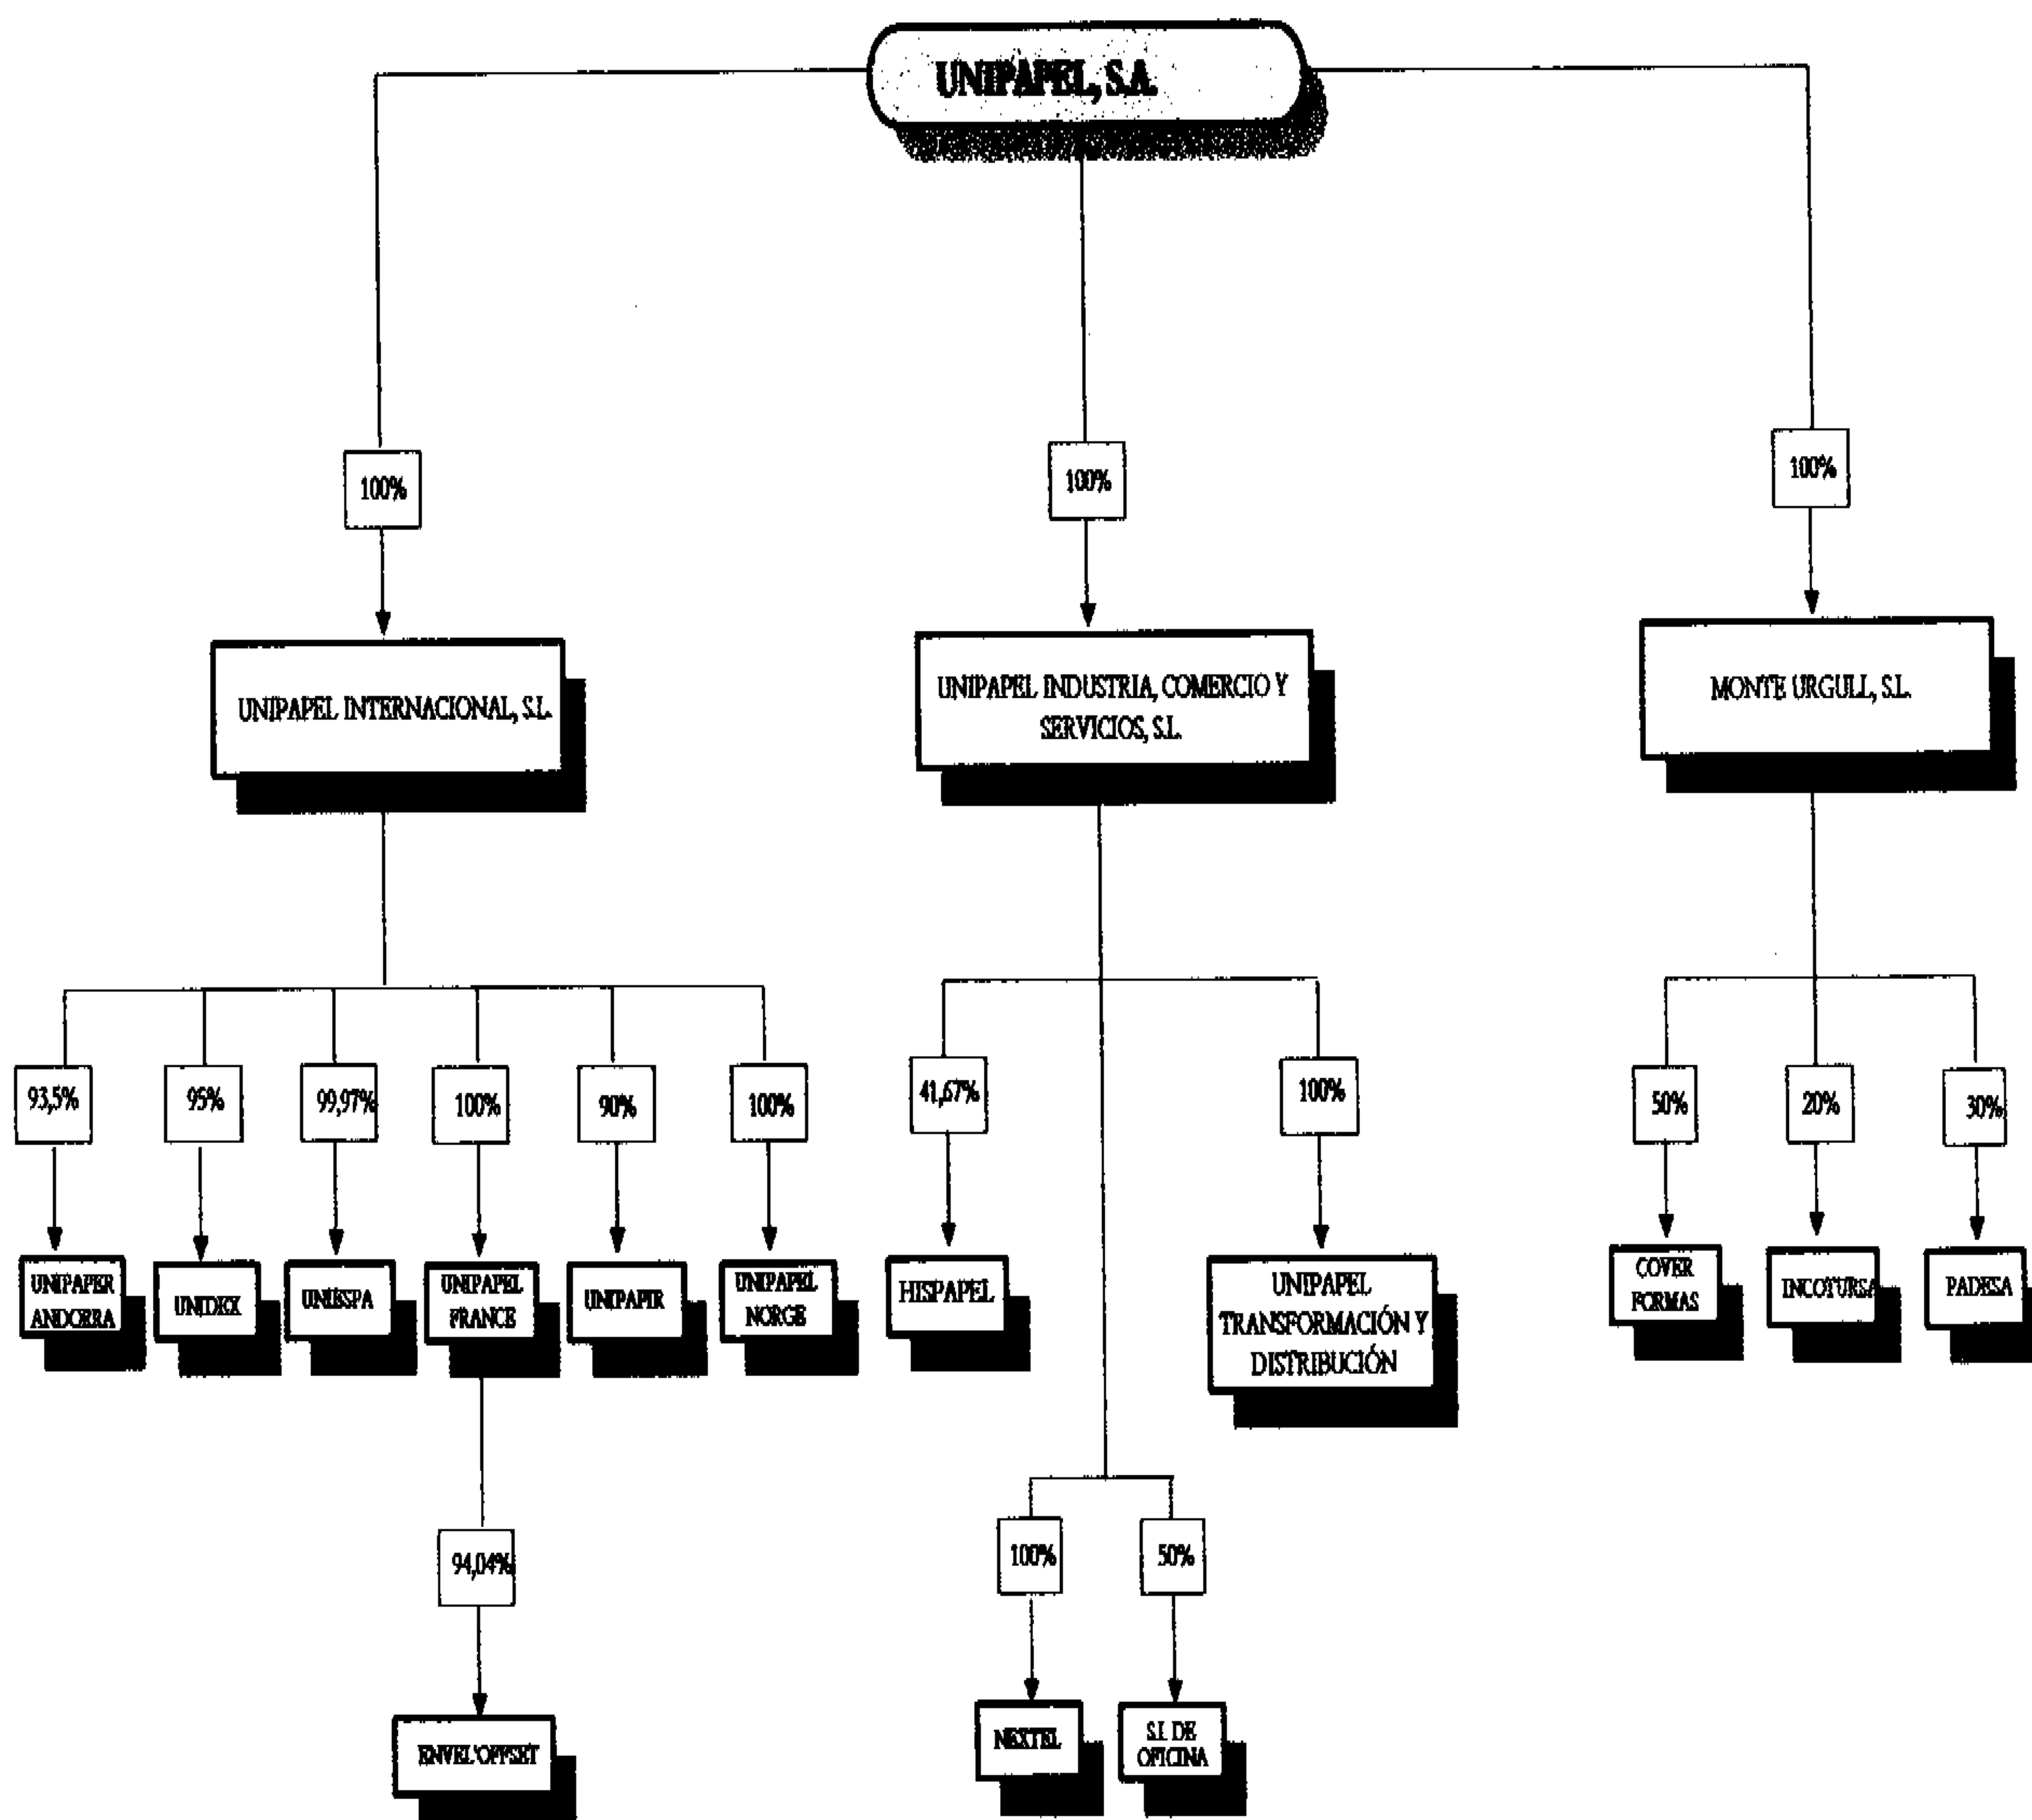 UNIPAPEL, S.A.
100%
100%
100%
UNIPAPEL INTERNACIONAL, S.L.
UNIPAPEL INDUSTRIA, COMERCIO Y
SERVICIOS, S.L.
MONTE URGULL, S.L.
93,5%
95%
99,97%
100%
90%
100%
41,67%
100%
50%
20%
30%
UNIPAPER
ANDORRA
UNIDEX
UNIESPA
UNIPAPEL
FRANCE
UNIPAPIR
UNIPAPEL
NORGE
HISPAPEL
UNIPAPEL
TRANSFORMACIÓN Y
DISTRIBUCIÓN
COVER
FORMAS
INCOTURSA
PADESA
94,04%
100%
50%
ENVEL'OFFSET
NEXTEL
S.I. DE
OFICINA